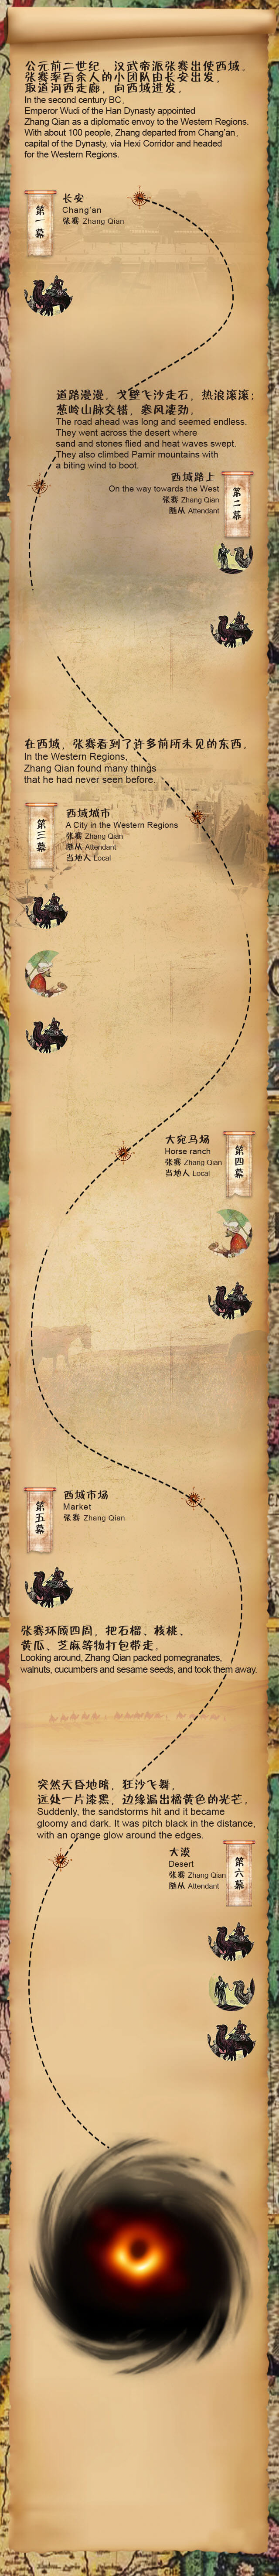 公元前二世纪，汉武帝派张骞出使西域。
张骞率百余人的小团队由长安出发，
取道河西走廊，向西域进发。
In the second century BC,
Emperor Wudi of the Han Dynasty appointed
Zhang Qian as a diplomatic envoy to the Western Regions.
With about 100 people, Zhang departed from Chang'an,
capital of the Dynasty, via Hexi Corridor and headed
for the Western Regions.
第一幕
长安
Chang'an
张骞 Zhang Qian
道路漫漫。戈壁飞沙走石，热浪滚滚；
葱岭山脉交错，寒风凄劲。
The road ahead was long and seemed endless.
They went across the desert where
sand and stones flied and heat waves swept.
They also climbed Pamir mountains with
a biting wind to boot.
第二幕
西域路上
On the way towards the West
张骞 Zhang Qian
随从 Attendant
在西域，张骞看到了许多前所未见的东西。
In the Western Regions,
Zhang Qian found many things
that he had never seen before.
第三幕
西域城市
A City in the Western Regions
张骞 Zhang Qian
随从 Attendant
当地人 Local
第四幕
大宛马场
Horse ranch
张骞 Zhang Qian
当地人 Local
第五幕
西域市场
Market
张骞 Zhang Qian
张骞环顾四周，把石榴、核桃、
黄瓜、芝麻等物打包带走。
Looking around, Zhang Qian packed pomegranates,
walnuts, cucumbers and sesame seeds, and took them away.
突然天昏地暗，狂沙飞舞，
远处一片漆黑，边缘漏出橘黄色的光芒。
Suddenly, the sandstorms hit and it became
gloomy and dark. It was pitch black in the distance,
with an orange glow around the edges.
第六幕
大漠
Desert
张骞 Zhang Qian
随从 Attendant